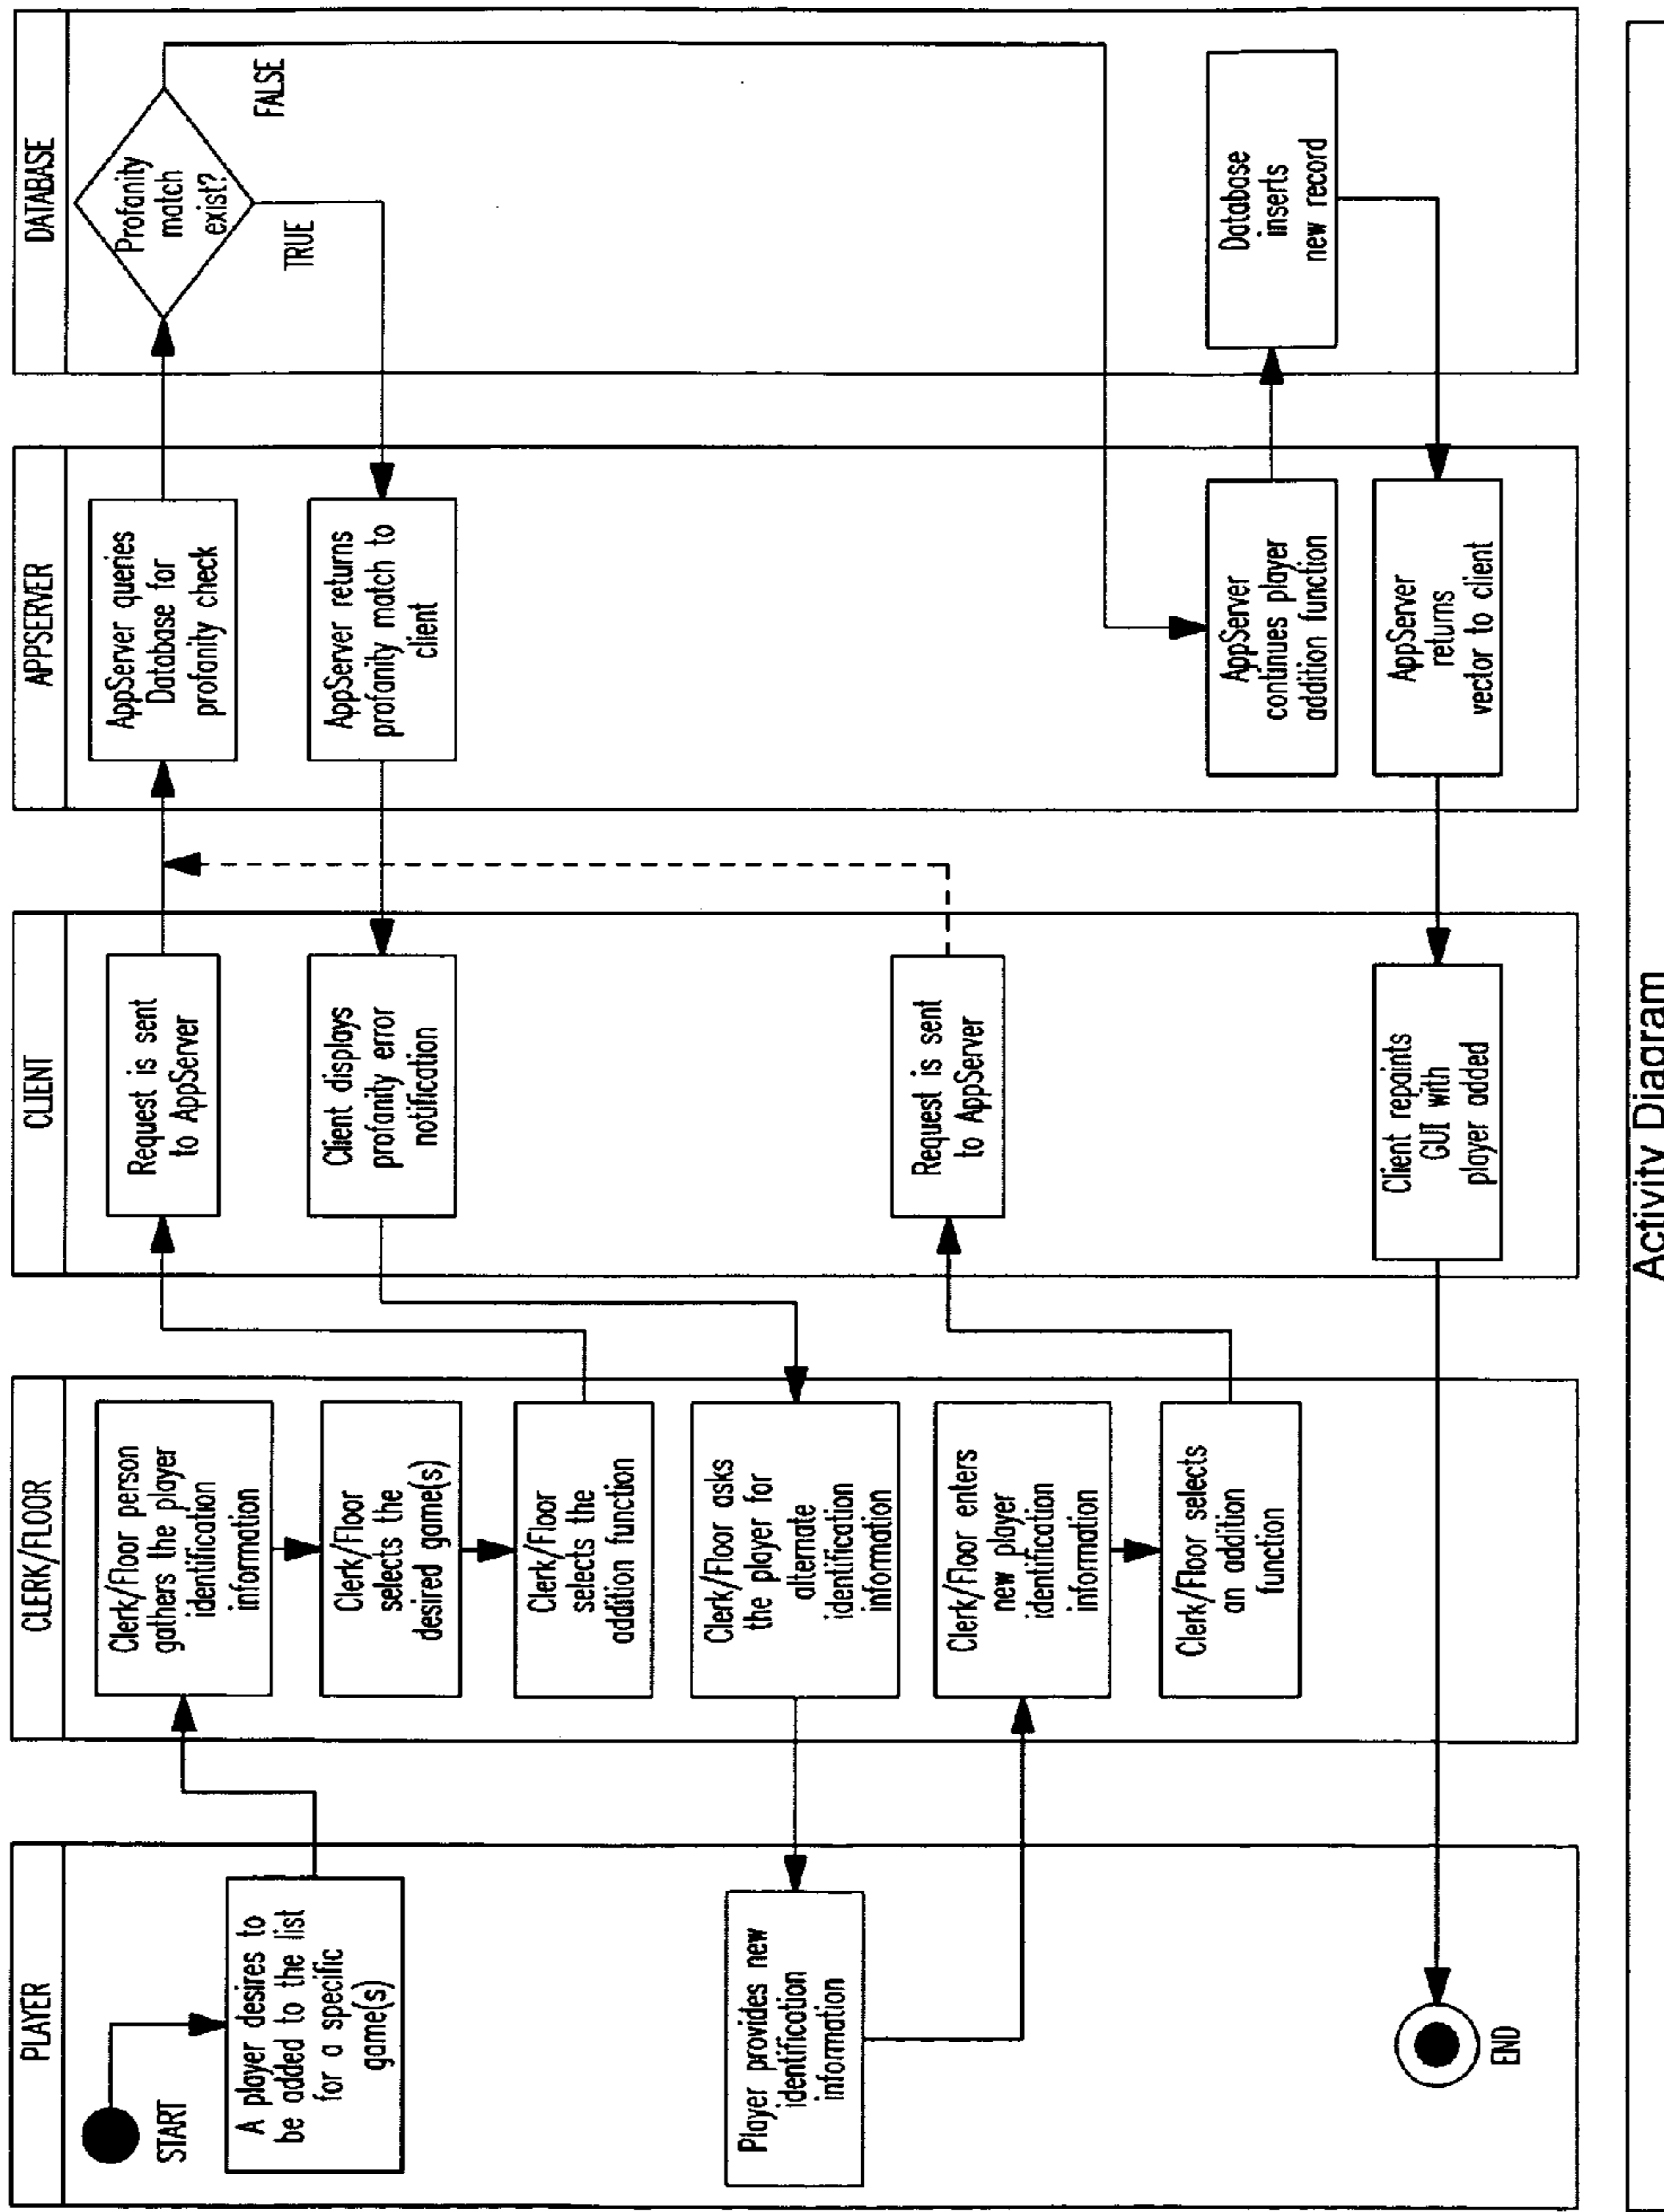 PLAYER
START
A player desires to
be added to the list
for a specific
game(s)
Player provides new
identification
information
END
CLERK/FLOOR
Clerk/Floor person
gathers the player
identification
information
Clerk/Floor
selects the
desired game(s)
Clerk/Floor
selects the
addition function
Clerk/Floor asks
the player for
alternate
identification
information
Clerk/Floor enters
new player
identification
information
Clerk/Floor selects
an addition
function
CLIENT
Request is sent
to AppServer
Client displays
profanity error
notification
Request is sent
to AppServer
Client repaints
GUI with
player added
APPSERVER
AppServer queries
Database for
profanity check
AppServer returns
profanity match to
client
AppServer
continues player
addition function
AppServer
returns
vector to client
DATABASE
Profanity
match
exist?
FALSE
TRUE
Database
inserts
new record
Activity Diagram